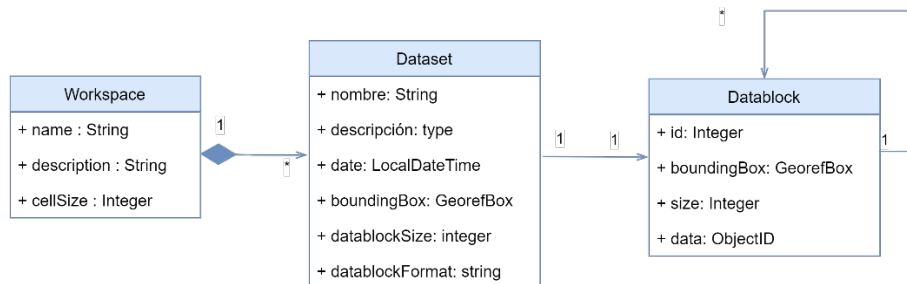 Workspace
+ name : String
+ description : String
+ cellSize : Integer
1
*
Dataset
+ nombre: String
+ descripción: type
+ date: LocalDateTime
+ boundingBox: GeorefBox
+ datablockSize: integer
+ datablockFormat: string
1
1
*
Datablock
+ id: Integer
+ boundingBox: GeorefBox
+ size: Integer
+ data: ObjectID
1